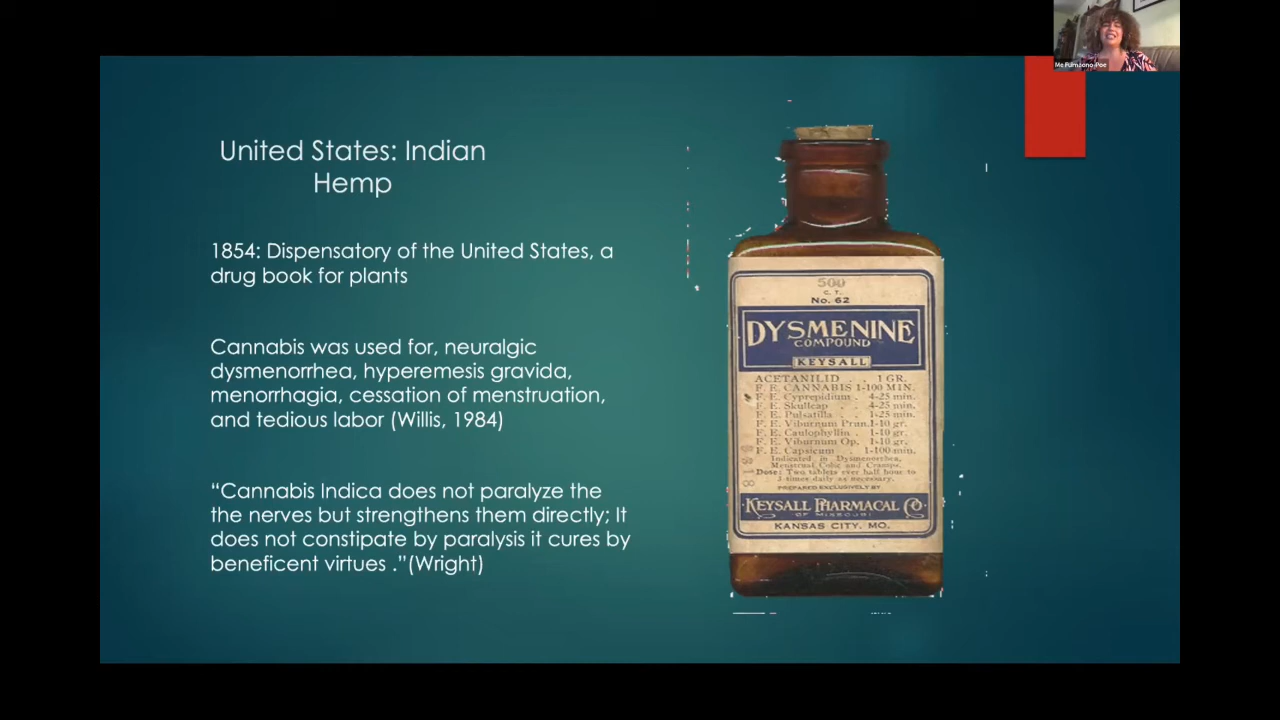 United States: Indian
Hemp
1854: Dispensatory of the United States, a
drug book for plants
Cannabis was used for, neuralgic
dysmenorrhea, hyperemesis gravida,
menorrhagia, cessation of menstruation,
and tedious labor (Willis, 1984)
“Cannabis Indica does not paralyze the
the nerves but strengthens them directly; It
does not constipate by paralysis it cures by
beneficent virtues .”(Wright)
500
C. T.
No. 62
DYSMENINE
COMPOUND
KEYSALL
ACETANILID . . 1 GR.
F. E. CANNABIS 1-100 MIN.
F. E. Cyprepidium . 4-25 min.
F. E. Skullcap . . 4-25 min.
F. E. Pulsatilla . . 1-25 min.
F. E. Viburnum Prun.1-10 gr.
F. E. Caulophyllin . 1-10 gr.
F. E. Viburnum Op. 1-10 gr.
F. E. Capsicum . 1-100 min.
Indicated in Dysmenorrhea,
Menstrual Colic and Cramps.
Dose: Two tablets ever half hour to
3 times daily as necessary.
PREPARED EXCLUSIVELY BY
KEYSALL PHARMACAL CO.
OF MISSOURI
KANSAS CITY, MO.